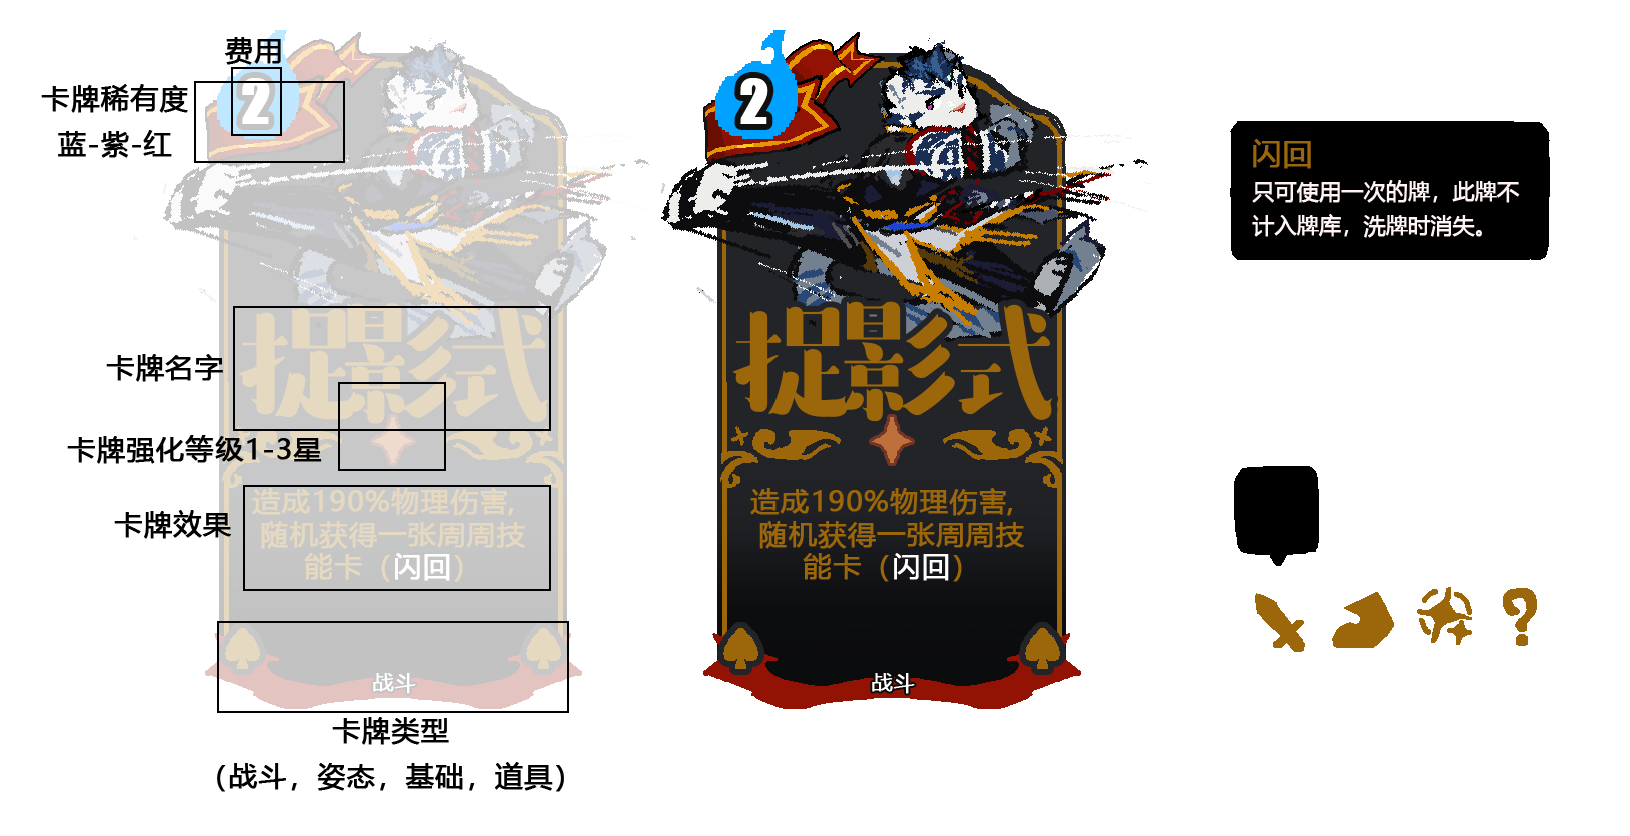 费用
卡牌稀有度
蓝-紫-红
2
卡牌名字
捉影式
卡牌强化等级1-3星
卡牌效果
造成190%物理伤害,
随机获得一张周周技
能卡（闪回）
战斗
卡牌类型
（战斗，姿态，基础，道具）
2
捉影式
造成190%物理伤害,
随机获得一张周周技
能卡（闪回）
战斗
闪回
只可使用一次的牌，此牌不
计入牌库，洗牌时消失。
?